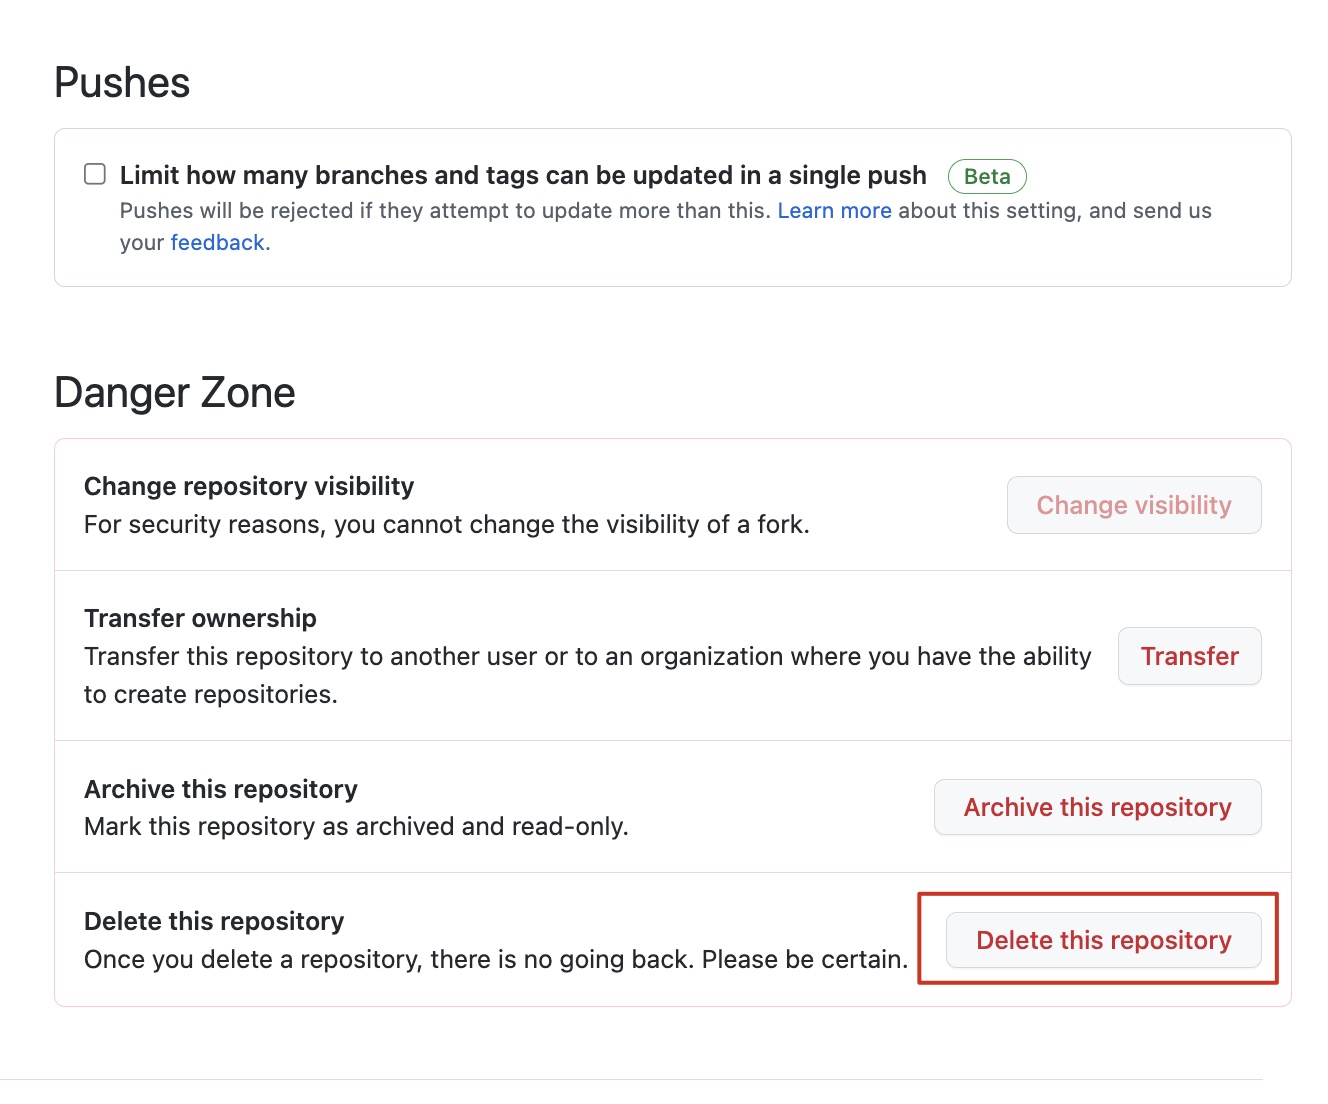 Pushes
Limit how many branches and tags can be updated in a single push Beta
Pushes will be rejected if they attempt to update more than this. Learn more about this setting, and send us
your feedback.
Danger Zone
Change repository visibility
For security reasons, you cannot change the visibility of a fork.
Change visibility
Transfer ownership
Transfer this repository to another user or to an organization where you have the ability
to create repositories.
Transfer
Archive this repository
Mark this repository as archived and read-only.
Archive this repository
Delete this repository
Once you delete a repository, there is no going back. Please be certain.
Delete this repository